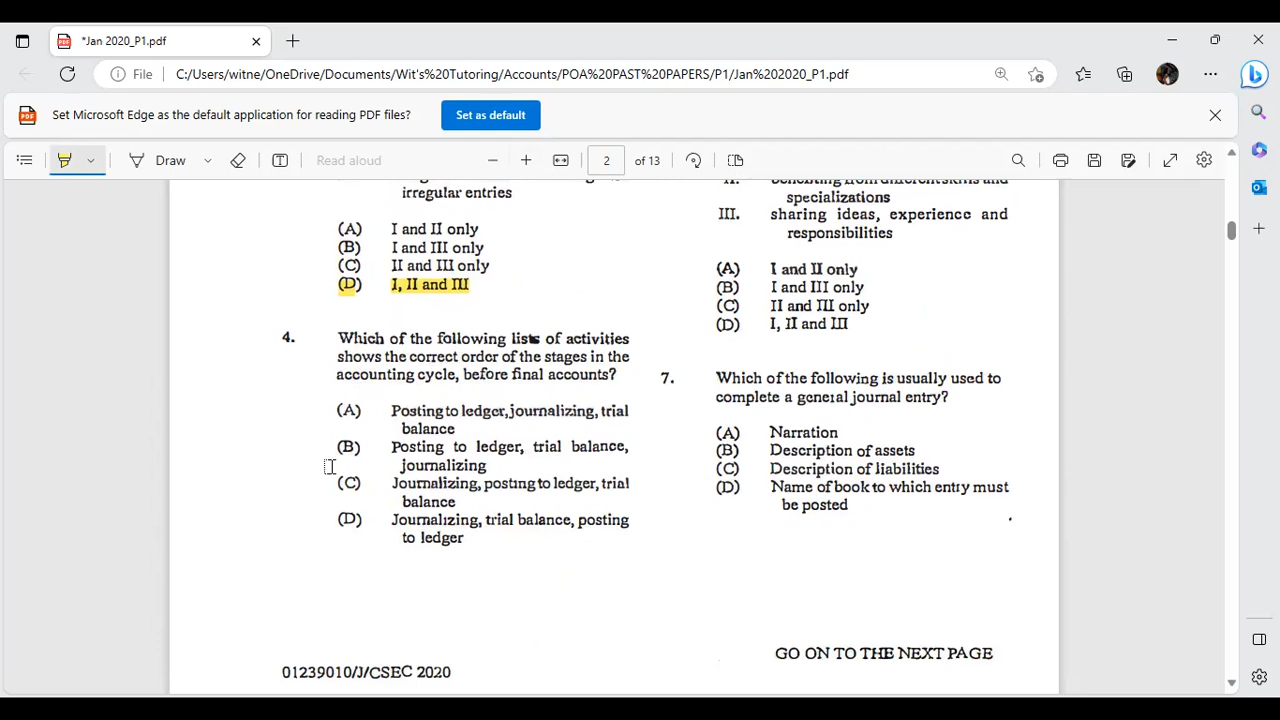 *Jan 2020_P1.pdf
File
C:/Users/witne/OneDrive/Documents/Wit's%20Tutoring/Accounts/POA%20PAST%20PAPERS/P1/Jan%202020_P1.pdf
Set Microsoft Edge as the default application for reading PDF files?
Set as default
Draw
Read aloud
2
of 13
irregular entries
(A) I and II only
(B) I and III only
(C) II and III only
(D) I, II and III
4. Which of the following lists of activities
shows the correct order of the stages in the
accounting cycle, before final accounts?
(A) Posting to ledger, journalizing, trial
balance
(B) Posting to ledger, trial balance,
journalizing
(C) Journalizing, posting to ledger, trial
balance
(D) Journalizing, trial balance, posting
to ledger
II. benefiting from different skills and
specializations
III. sharing ideas, experience and
responsibilities
(A) I and II only
(B) I and III only
(C) II and III only
(D) I, II and III
7. Which of the following is usually used to
complete a general journal entry?
(A) Narration
(B) Description of assets
(C) Description of liabilities
(D) Name of book to which entry must
be posted
GO ON TO THE NEXT PAGE
01239010/J/CSEC 2020